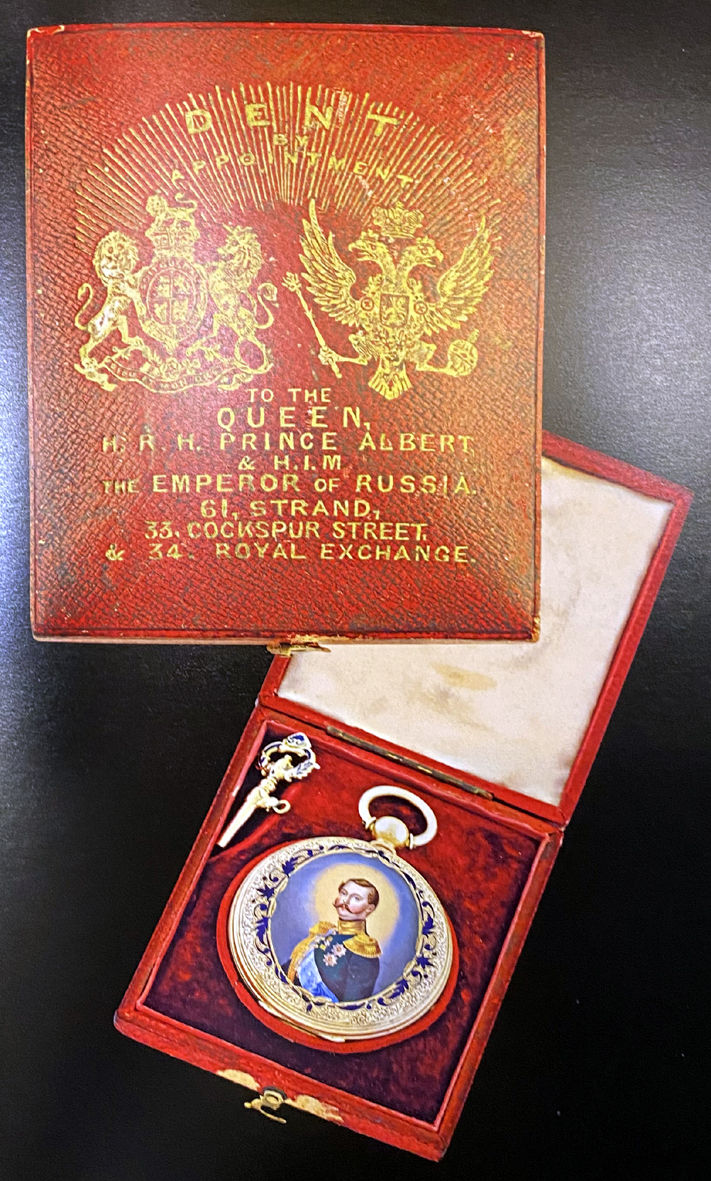 DENT
BY
APPOINTMENT
TO THE
QUEEN,
H. R. H. PRINCE ALBERT
& H.I.M
THE EMPEROR OF RUSSIA.
61, STRAND,
33, COCKSPUR STREET.
& 34. ROYAL EXCHANGE.